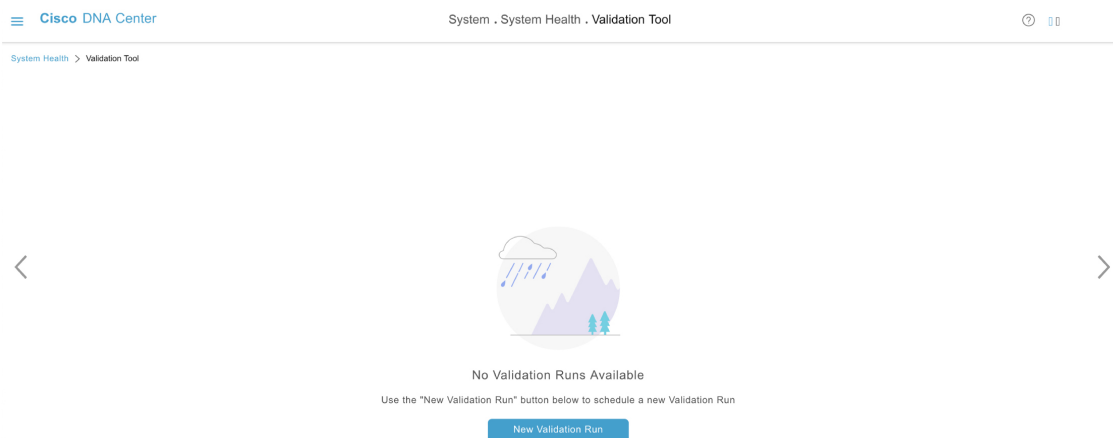 Cisco DNA Center
System . System Health . Validation Tool
System Health > Validation Tool
No Validation Runs Available
Use the "New Validation Run" button below to schedule a new Validation Run
New Validation Run